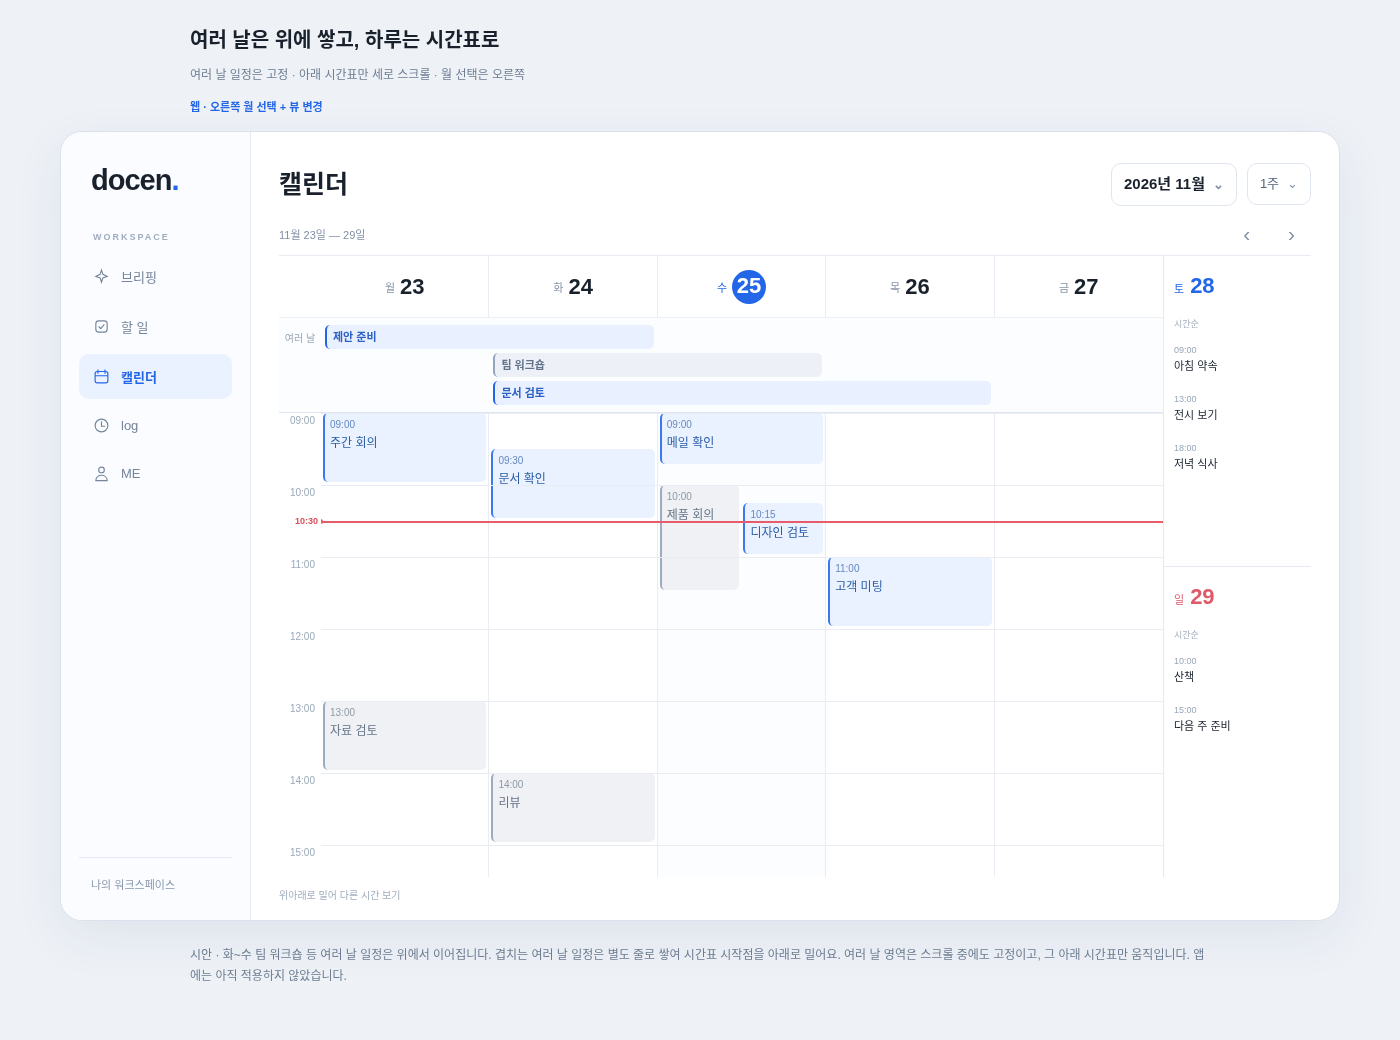 여러 날은 위에 쌓고, 하루는 시간표로
여러 날 일정은 고정 · 아래 시간표만 세로 스크롤 · 월 선택은 오른쪽
웹 · 오른쪽 월 선택 + 뷰 변경
docen.
WORKSPACE
브리핑
할 일
캘린더
log
ME
나의 워크스페이스
캘린더
2026년 11월
1주
11월 23일 — 29일
‹ ›
월 23
화 24
수 25
목 26
금 27
여러 날
제안 준비
팀 워크숍
문서 검토
09:00
10:00
10:30
11:00
12:00
13:00
14:00
15:00
09:00
주간 회의
13:00
자료 검토
09:30
문서 확인
14:00
리뷰
09:00
메일 확인
10:00
제품 회의
10:15
디자인 검토
11:00
고객 미팅
토 28
시간순
09:00
아침 약속
13:00
전시 보기
18:00
저녁 식사
일 29
시간순
10:00
산책
15:00
다음 주 준비
위아래로 밀어 다른 시간 보기
시안 · 화~수 팀 워크숍 등 여러 날 일정은 위에서 이어집니다. 겹치는 여러 날 일정은 별도 줄로 쌓여 시간표 시작점을 아래로 밀어요. 여러 날 영역은 스크롤 중에도 고정이고, 그 아래 시간표만 움직입니다. 앱
에는 아직 적용하지 않았습니다.